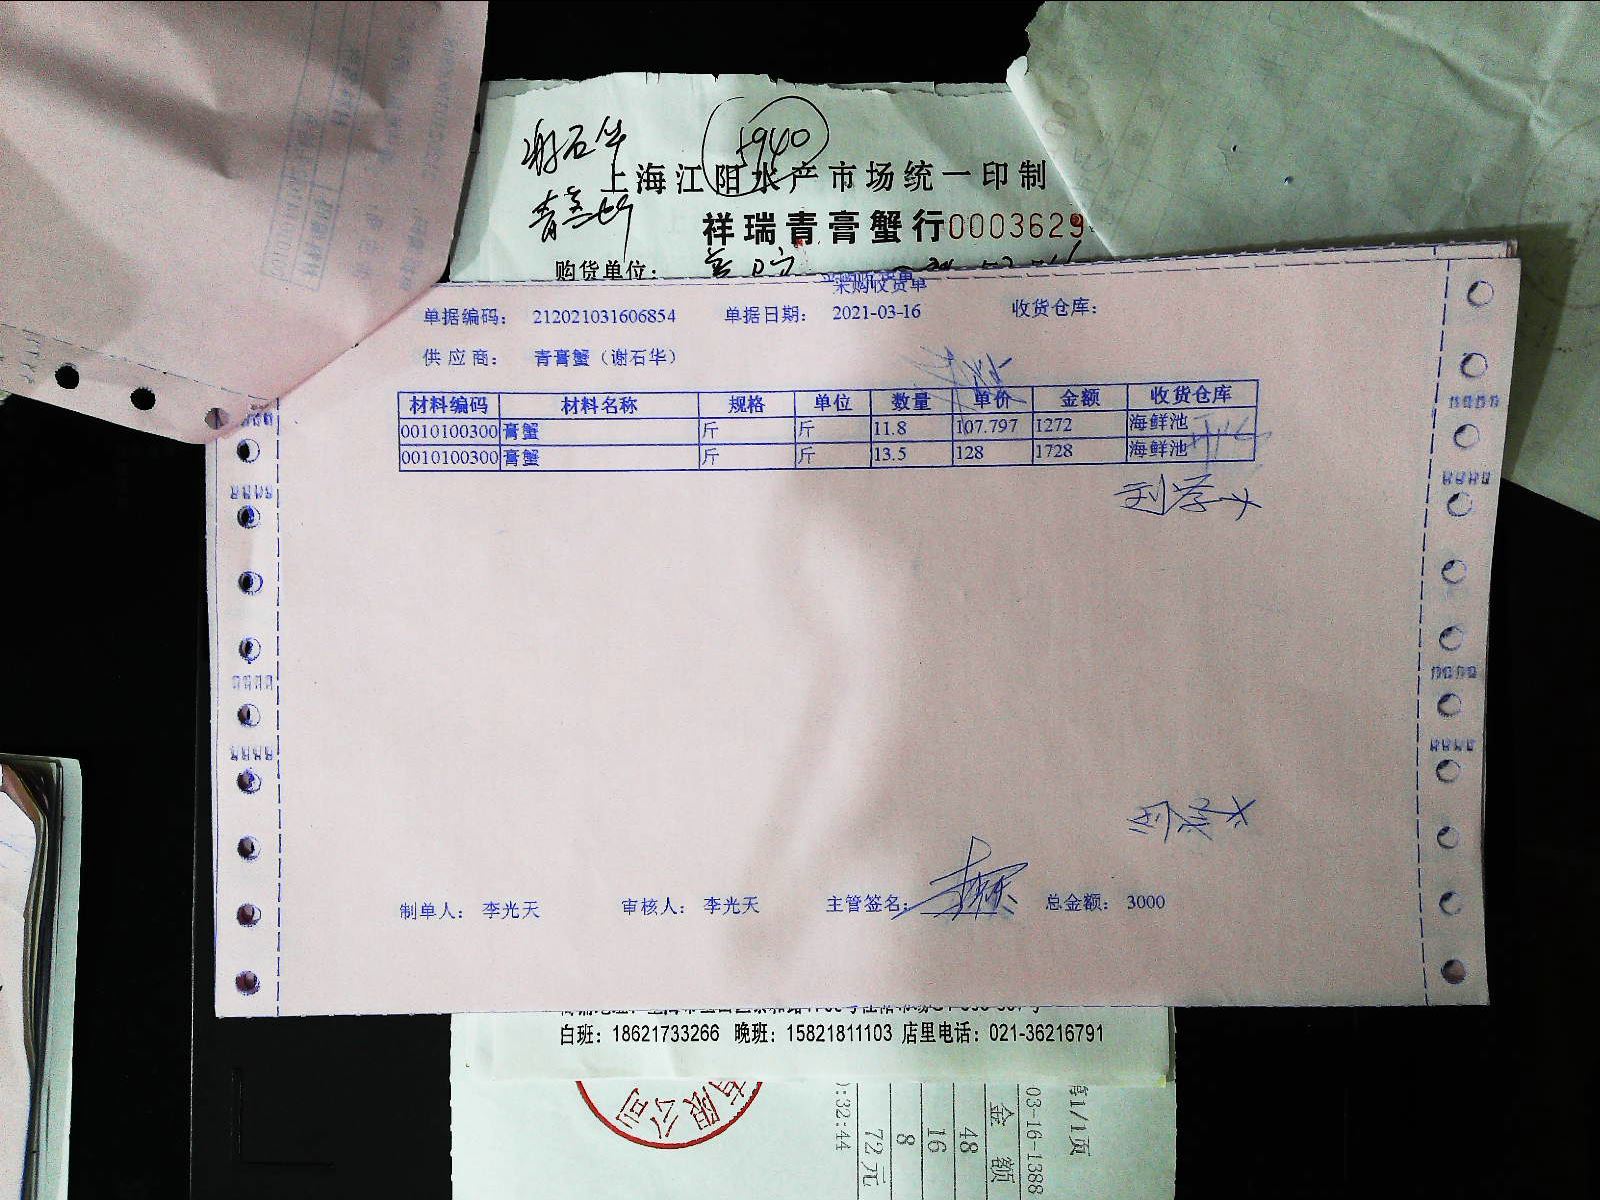 谢石华
5940
上海江阳水产市场统一印制
青膏蟹
祥瑞青膏蟹行0003629
购货单位:
采购收货单
单据编码: 212021031606854 单据日期: 2021-03-16 收货仓库:
供应商: 青膏蟹（谢石华）
材料编码 材料名称 规格 单位 数量 单价 金额 收货仓库
0010100300 膏蟹 斤 斤 11.8 107.797 1272 海鲜池
0010100300 膏蟹 斤 斤 13.5 128 1728 海鲜池
制单人: 李光天 审核人: 李光天 主管签名: 总金额: 3000
白班: 18621733266 晚班: 15821811103 店里电话: 021-36216791
有限公司
1/1页
03-16-1388
金额
48
16
8
72元
:32:44